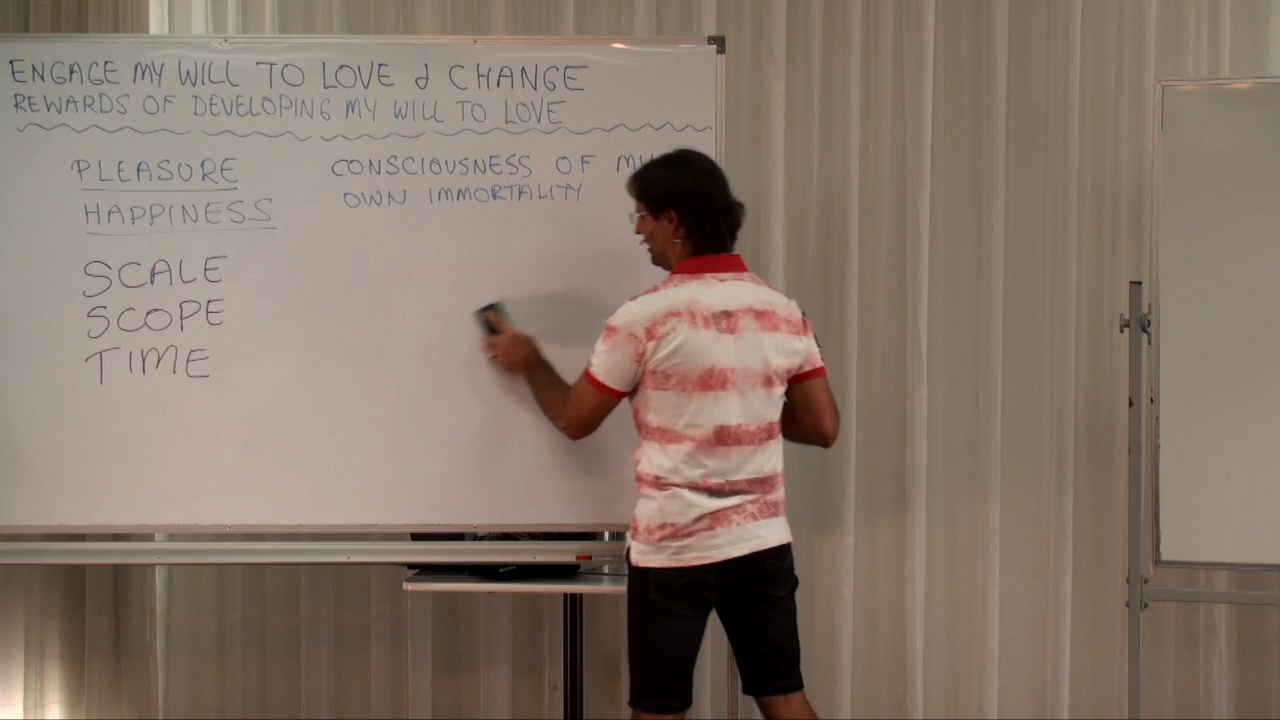 ENGAGE MY WILL TO LOVE & CHANGE
REWARDS OF DEVELOPING MY WILL TO LOVE
PLEASURE
HAPPINESS
SCALE
SCOPE
TIME
CONSCIOUSNESS OF MY
OWN IMMORTALITY